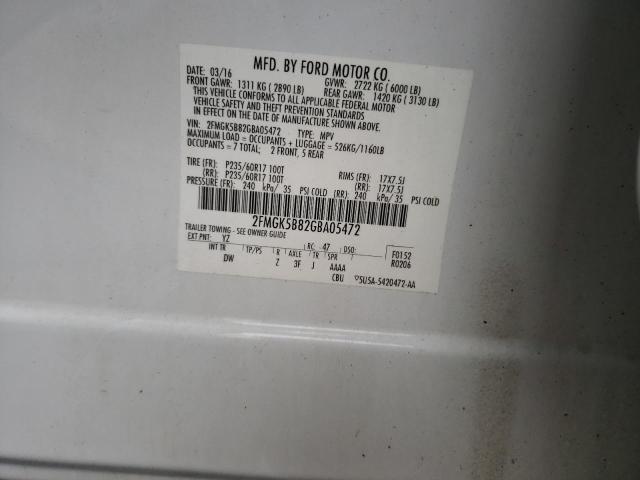 MFD. BY FORD MOTOR CO.
DATE: 03/16 GVWR: 2722 KG ( 6000 LB)
FRONT GAWR: 1311 KG ( 2890 LB) REAR GAWR: 1420 KG ( 3130 LB)
THIS VEHICLE CONFORMS TO ALL APPLICABLE FEDERAL MOTOR
VEHICLE SAFETY AND THEFT PREVENTION STANDARDS
IN EFFECT ON THE DATE OF MANUFACTURE SHOWN ABOVE.
VIN: 2FMGK5B82GBA05472 TYPE: MPV
MAXIMUM LOAD = OCCUPANTS + LUGGAGE = 526KG/1160LB
OCCUPANTS = 7 TOTAL, 2 FRONT, 5 REAR
TIRE (FR): P235/60R17 100T RIMS (FR): 17X7.5J
(RR): P235/60R17 100T (RR): 17X7.5J
PRESSURE (FR): 240 kPa/ 35 PSI COLD (RR): 240 kPa/ 35 PSI COLD
2FMGK5B82GBA05472
TRAILER TOWING - SEE OWNER GUIDE
EXT PNT: YZ RC: 47 DSO: F0152
INT TR TP/PS R AXLE TR SPR R0206
DW Z 3F J AAAA
CBU 5U5A-5420472-AA